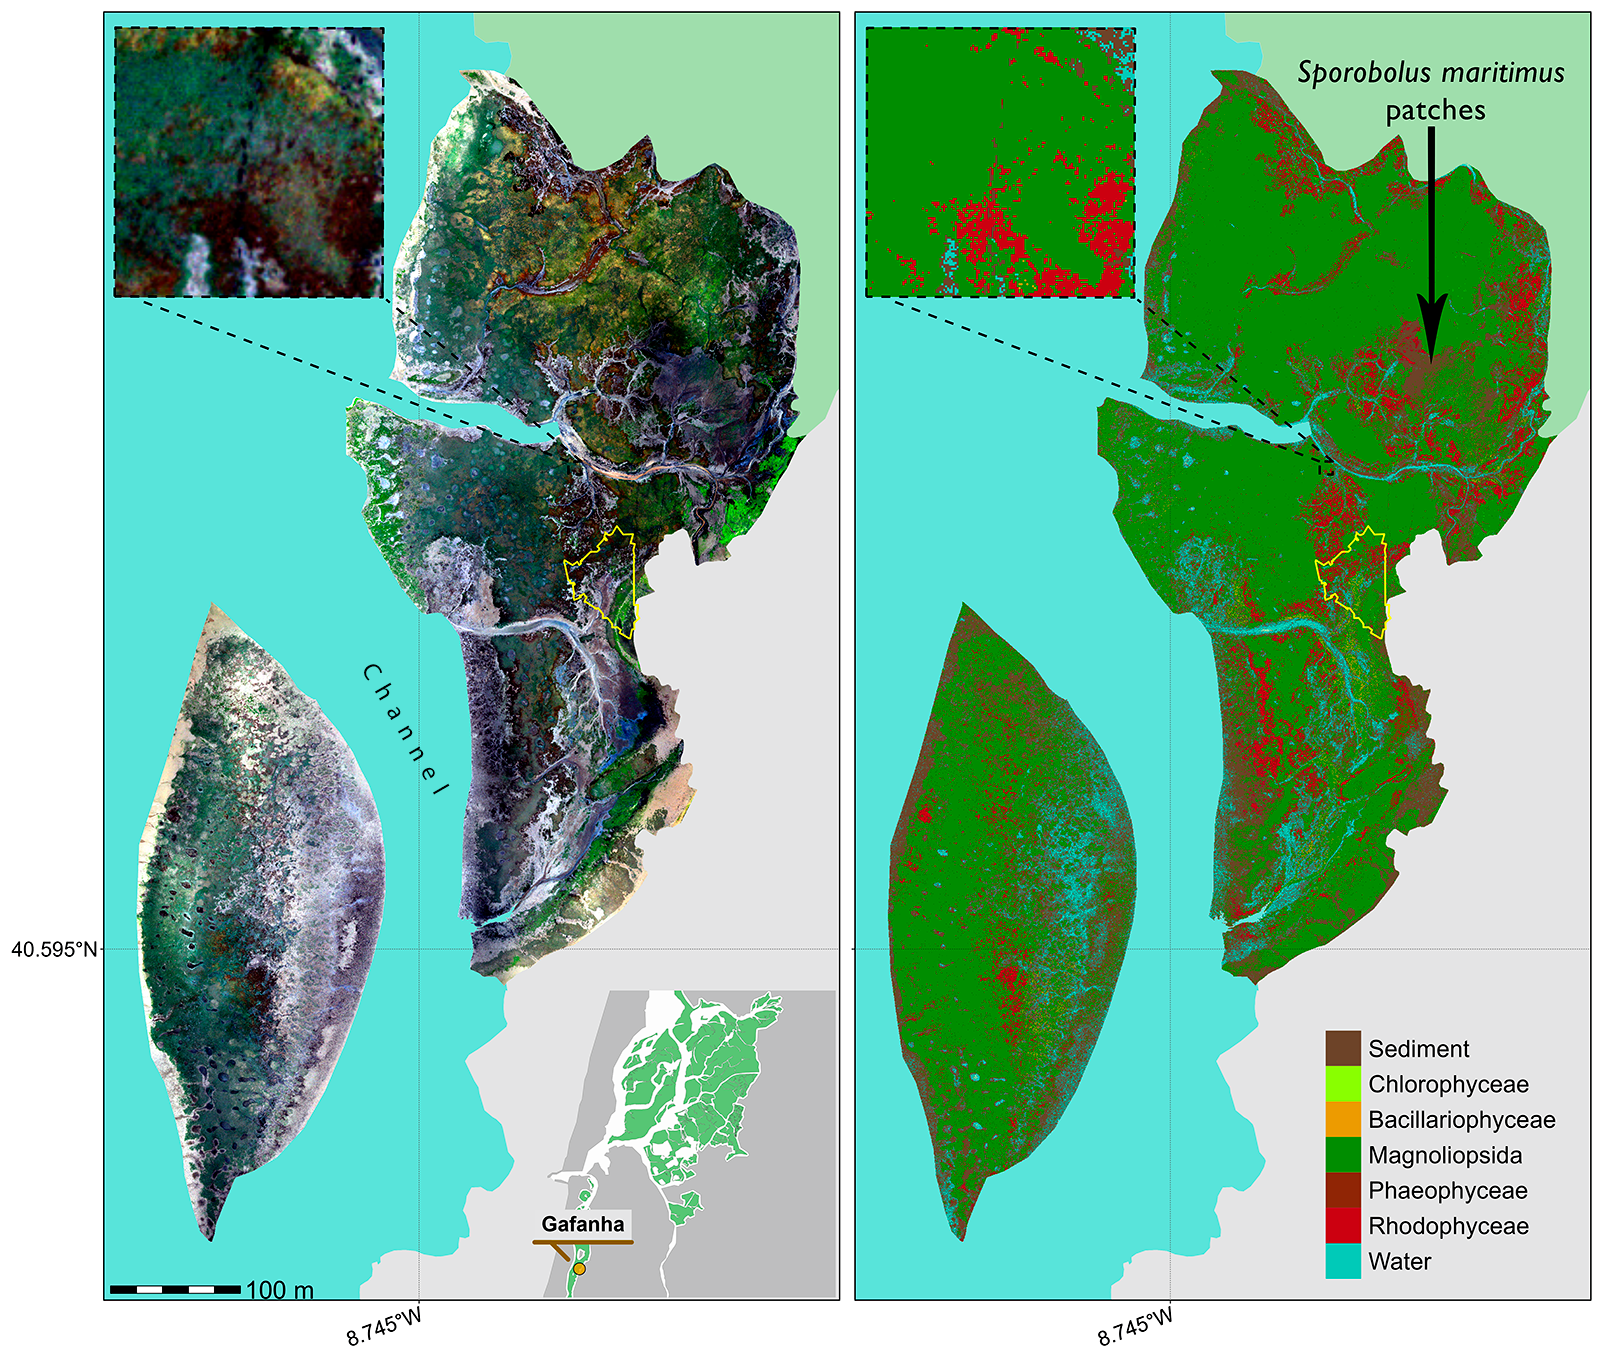 Sporobolus maritimus
patches
Channel
40.595°N
Gafanha
100 m
8.745°W
8.745°W
Sediment
Chlorophyceae
Bacillariophyceae
Magnoliopsida
Phaeophyceae
Rhodophyceae
Water